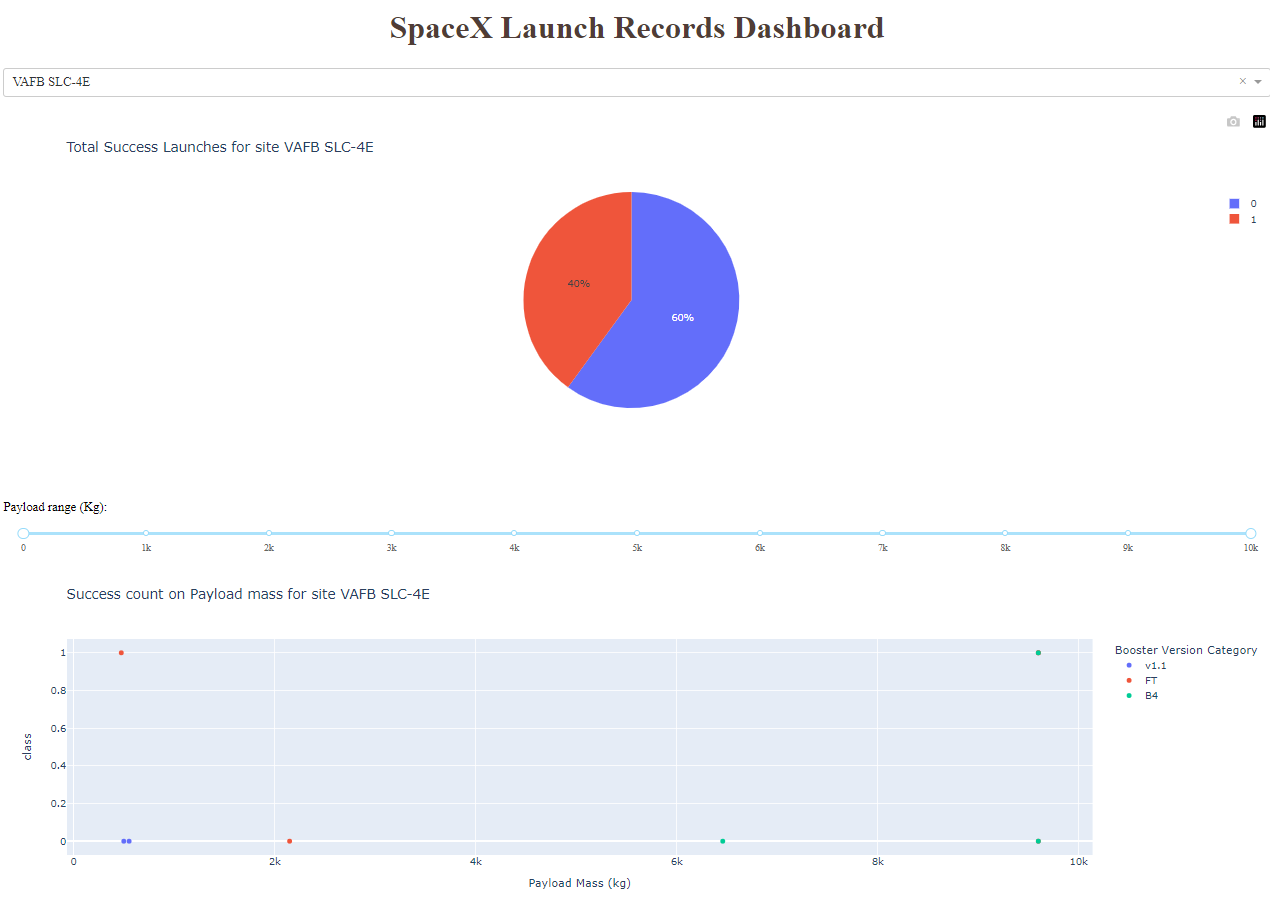 SpaceX Launch Records Dashboard
VAFB SLC-4E
Total Success Launches for site VAFB SLC-4E
0
1
40%
60%
Payload range (Kg):
0 1k 2k 3k 4k 5k 6k 7k 8k 9k 10k
Success count on Payload mass for site VAFB SLC-4E
Booster Version Category
v1.1
FT
B4
1
0.8
0.6
0.4
0.2
0
class
0 2k 4k 6k 8k 10k
Payload Mass (kg)